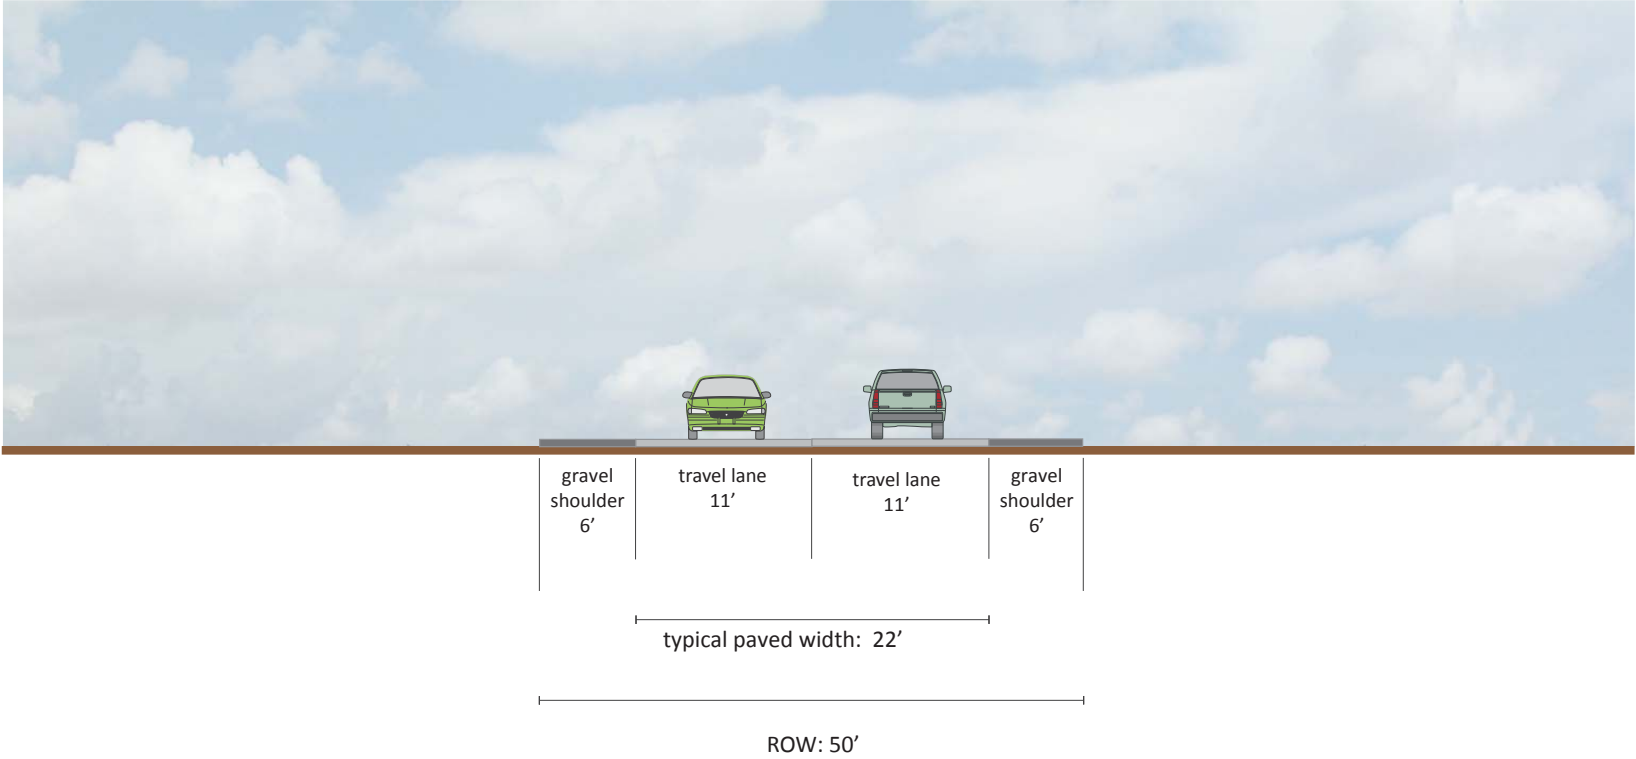 gravel
shoulder
6’
travel lane
11’
travel lane
11’
gravel
shoulder
6’
typical paved width:  22’
ROW: 50’